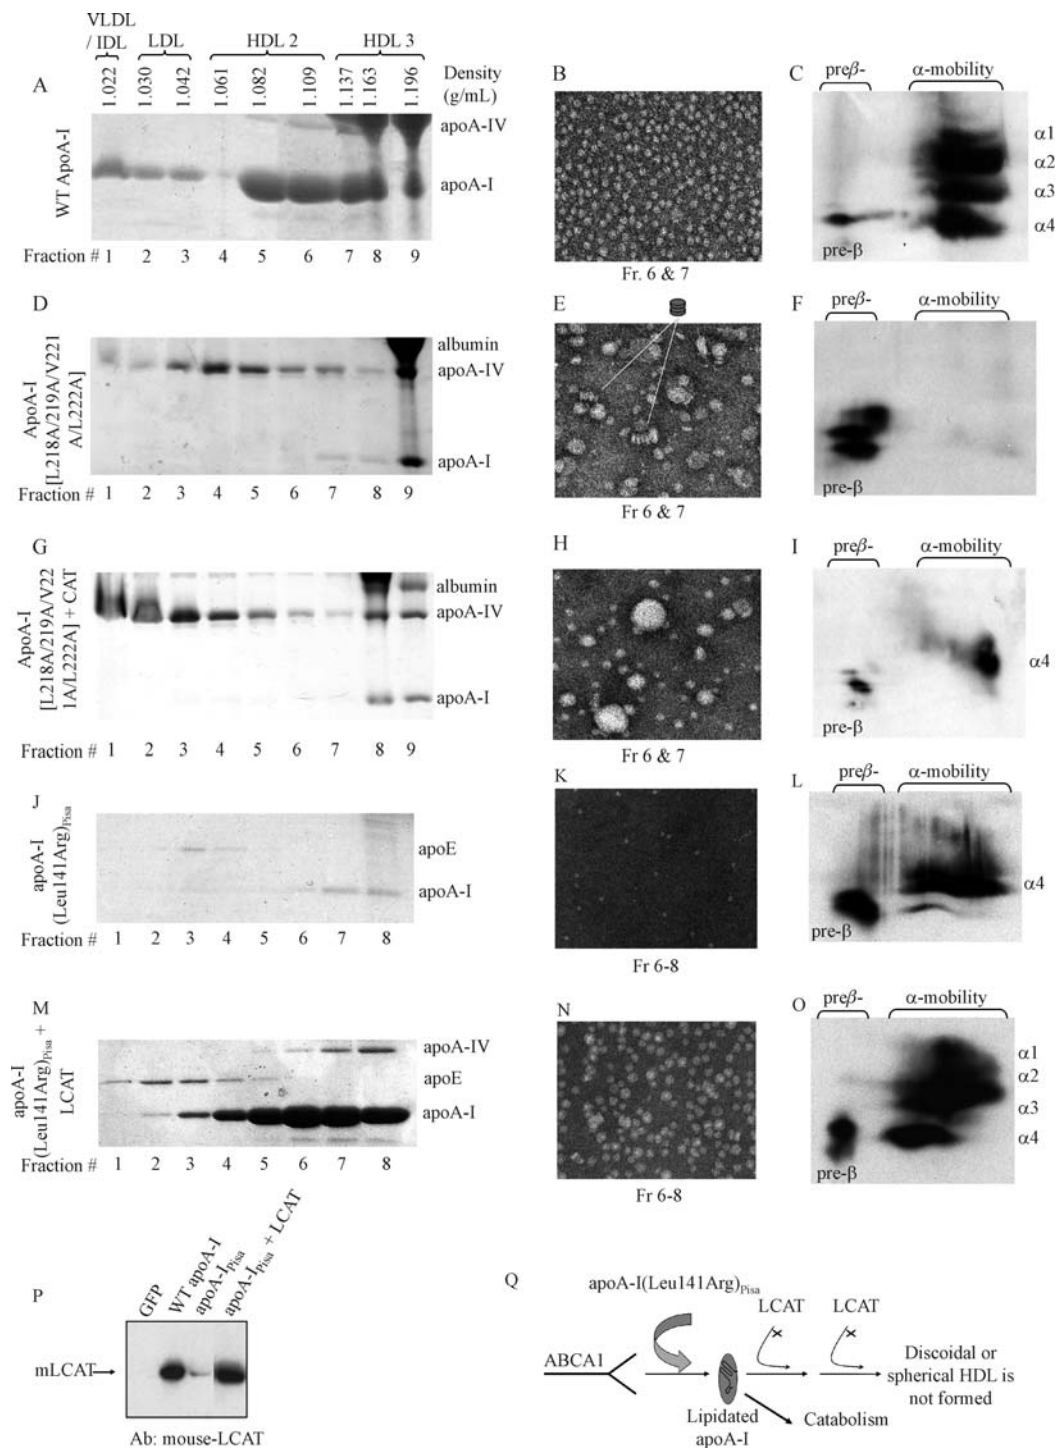 VLDL
/ IDL LDL HDL 2 HDL 3
1.022 1.030 1.042 1.061 1.082 1.109 1.137 1.163 1.196 Density
(g/mL)
A
WT ApoA-I
apoA-IV
apoA-I
Fraction # 1 2 3 4 5 6 7 8 9
B
Fr. 6 & 7
C
preβ- α-mobility
α1
α2
α3
α4
pre-β
D
ApoA-I
[L218A/219A/V221
A/L222A]
albumin
apoA-IV
apoA-I
Fraction # 1 2 3 4 5 6 7 8 9
E
Fr 6 & 7
F
preβ- α-mobility
pre-β
G
ApoA-I
[L218A/219A/V22
1A/L222A] + CAT
albumin
apoA-IV
apoA-I
Fraction # 1 2 3 4 5 6 7 8 9
H
Fr 6 & 7
I
preβ- α-mobility
α4
pre-β
J
apoA-I
(Leu141Arg)Pisa
apoE
apoA-I
Fraction # 1 2 3 4 5 6 7 8
K
Fr 6-8
L
preβ- α-mobility
α4
pre-β
M
apoA-I
(Leu141Arg)Pisa +
LCAT
apoA-IV
apoE
apoA-I
Fraction # 1 2 3 4 5 6 7 8
N
Fr 6-8
O
preβ- α-mobility
α1
α2
α3
α4
pre-β
P
GFP
WT apoA-I
apoA-IPisa
apoA-IPisa + LCAT
mLCAT
Ab: mouse-LCAT
Q
apoA-I(Leu141Arg)Pisa
LCAT LCAT
x x
ABCA1
Discoidal or
spherical HDL is
not formed
Lipidated
apoA-I
Catabolism